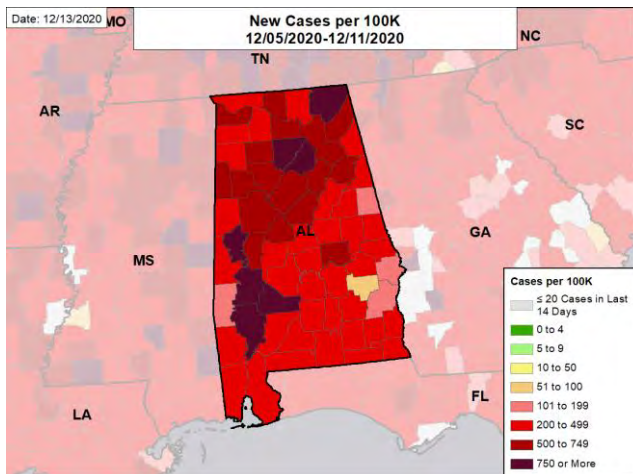 Date: 12/13/2020
New Cases per 100K
12/05/2020-12/11/2020
MO
TN
NC
AR
SC
MS
AL
GA
LA
FL
Cases per 100K
≤ 20 Cases in Last
14 Days
0 to 4
5 to 9
10 to 50
51 to 100
101 to 199
200 to 499
500 to 749
750 or More